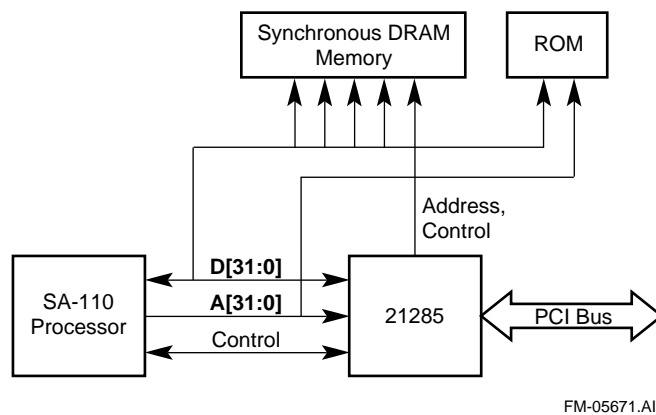 Synchronous DRAM
Memory
ROM
Address,
Control
D[31:0]
SA-110
Processor
A[31:0]
Control
21285
PCI Bus
FM-05671.AI